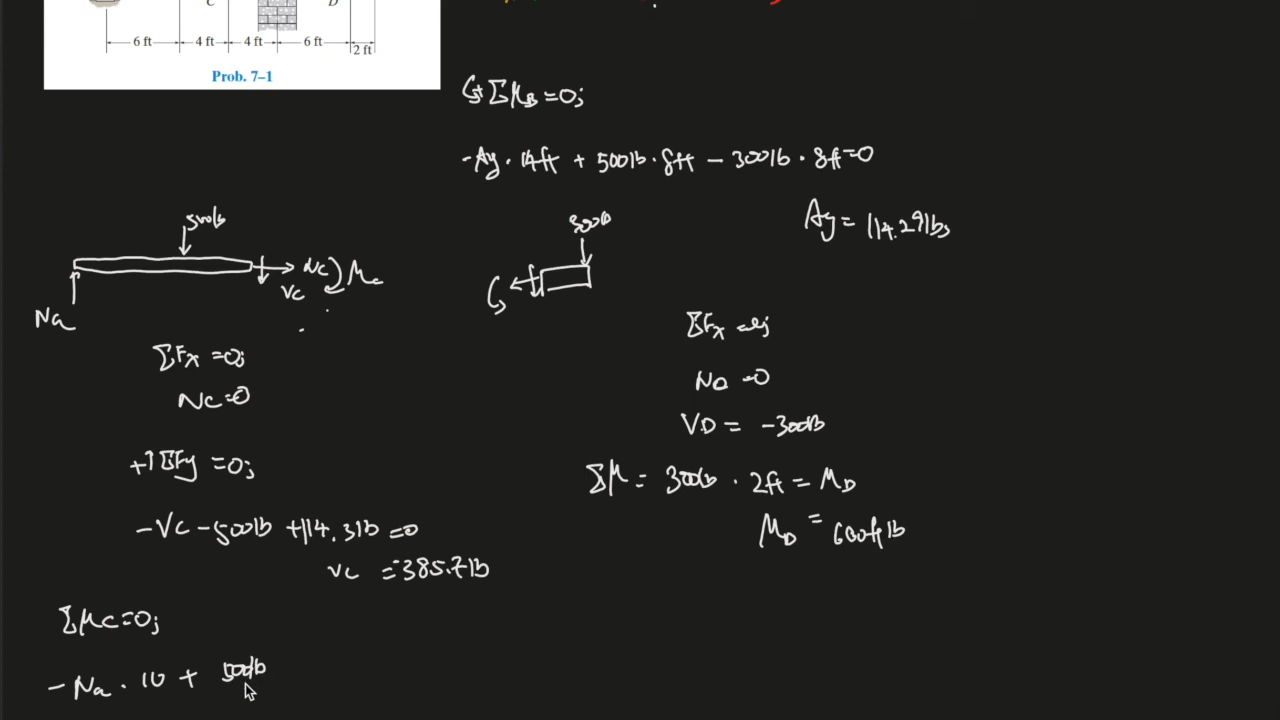 C D
6 ft 4 ft 4 ft 6 ft
2 ft
Prob. 7–1
+ΣMB=0;
-Ay · 14ft + 500lb · 8ft - 300lb · 8ft=0
Ay= 114.29lbs
500lb
Nc Mc
Vc
Na
300lb
ΣFx =0;
Nc=0
+↑ΣFy =0;
-Vc -500lb +114.31b=0
Vc =-385.7lb
ΣMc=0;
-Na · 10 + 500lb
ΣFx =0;
ND =0
VD = -300lb
ΣM = 300lb · 2ft = MD
MD = 600ft lb